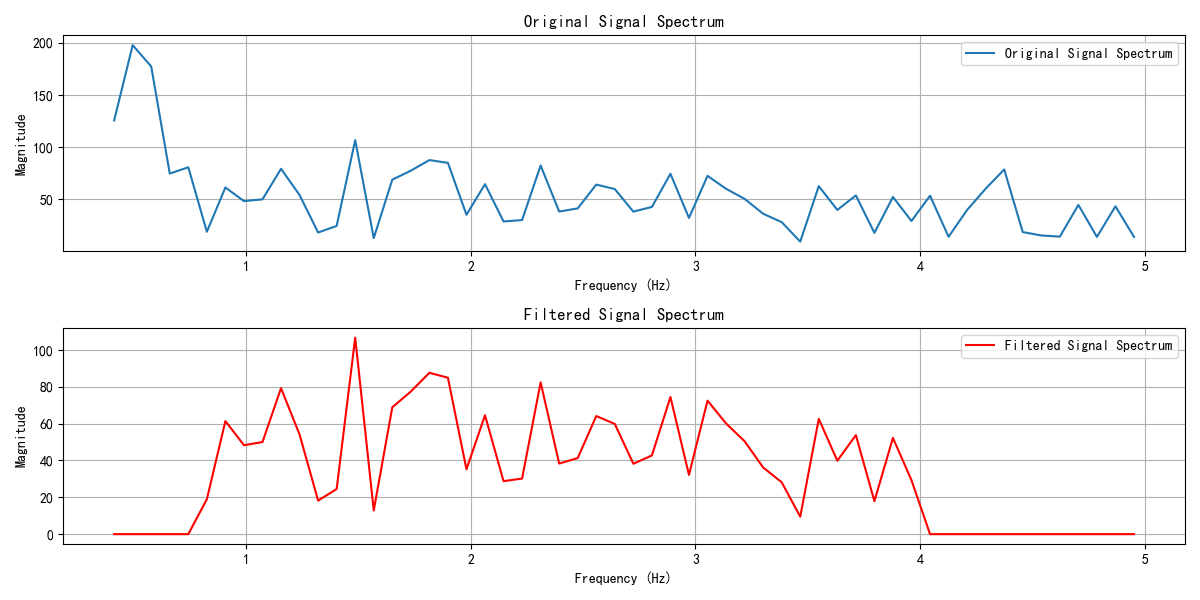 Original Signal Spectrum
200
150
100
50
Magnitude
Original Signal Spectrum
1
2
3
4
5
Frequency (Hz)
Filtered Signal Spectrum
100
80
60
40
20
0
Magnitude
Filtered Signal Spectrum
1
2
3
4
5
Frequency (Hz)